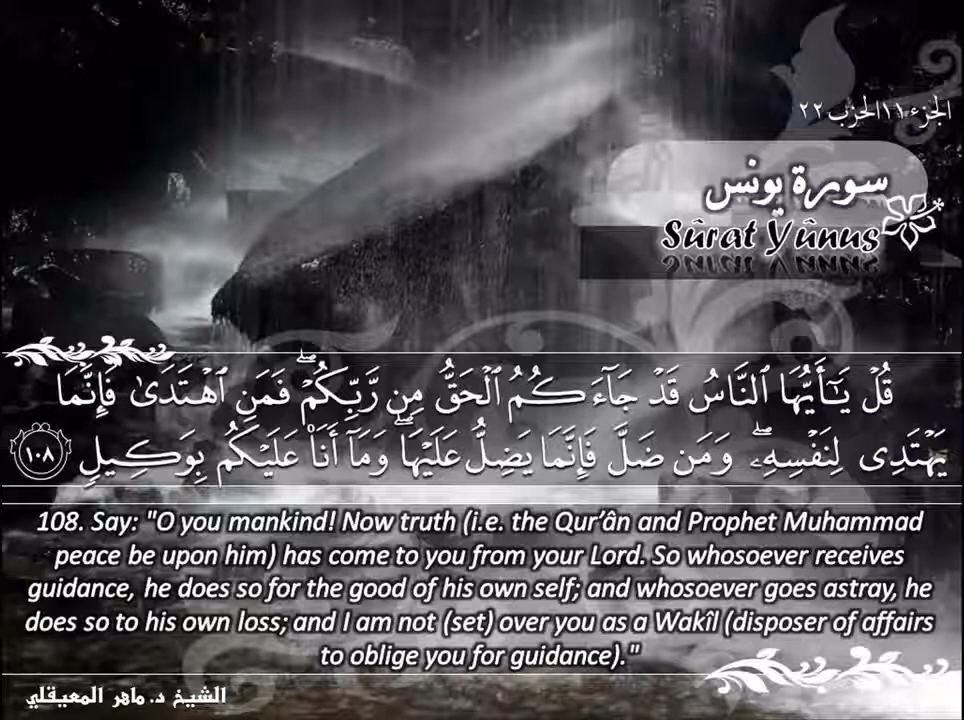 الجزء ١١ الحزب ٢٢
سورة يونس
Sûrat Yûnus
قُلْ يَـٰٓأَيُّهَا ٱلنَّاسُ قَدْ جَآءَكُمُ ٱلْحَقُّ مِن رَّبِّكُمْ ۖ فَمَنِ ٱهْتَدَىٰ فَإِنَّمَا
يَهْتَدِى لِنَفْسِهِۦ ۖ وَمَن ضَلَّ فَإِنَّمَا يَضِلُّ عَلَيْهَا ۖ وَمَآ أَنَا۠ عَلَيْكُم بِوَكِيلٍ ١٠٨
108. Say: "O you mankind! Now truth (i.e. the Qur’ân and Prophet Muhammad
peace be upon him) has come to you from your Lord. So whosoever receives
guidance, he does so for the good of his own self; and whosoever goes astray, he
does so to his own loss; and I am not (set) over you as a Wakîl (disposer of affairs
to oblige you for guidance)."
الشيخ د. ماهر المعيقلي